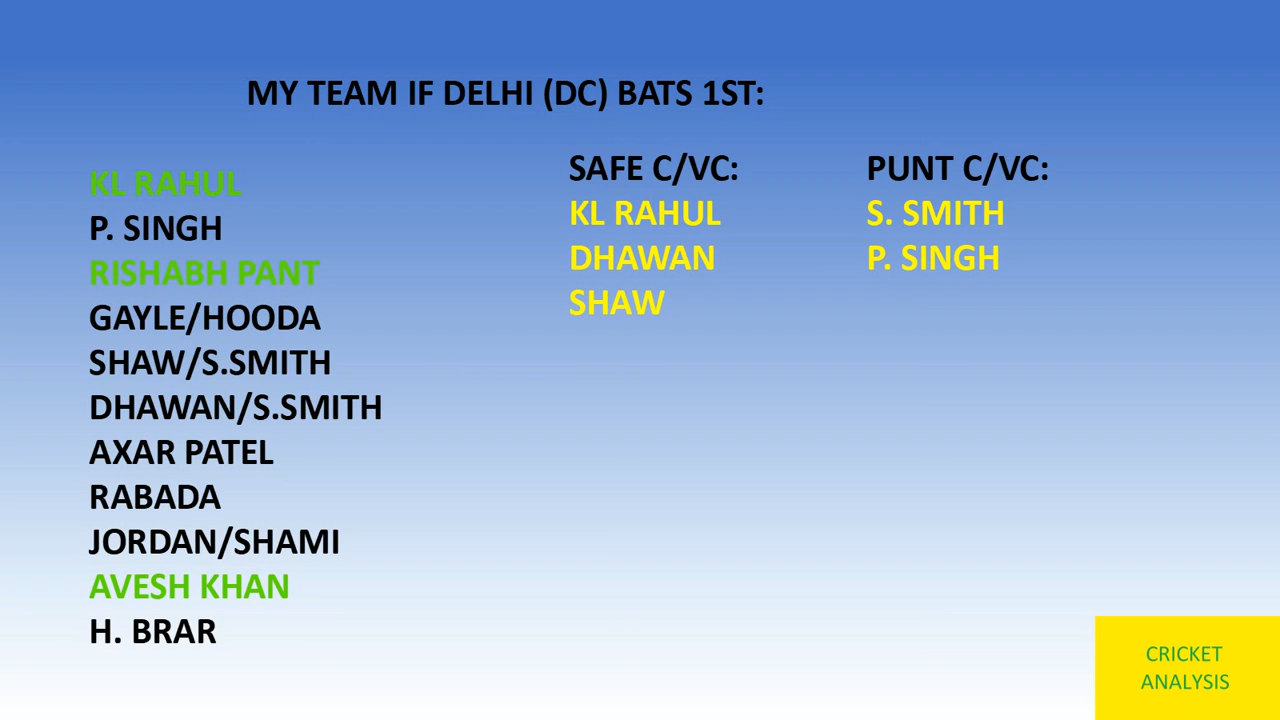 MY TEAM IF DELHI (DC) BATS 1ST:
KL RAHUL
P. SINGH
RISHABH PANT
GAYLE/HOODA
SHAW/S.SMITH
DHAWAN/S.SMITH
AXAR PATEL
RABADA
JORDAN/SHAMI
AVESH KHAN
H. BRAR
SAFE C/VC:
KL RAHUL
DHAWAN
SHAW
PUNT C/VC:
S. SMITH
P. SINGH
CRICKET
ANALYSIS